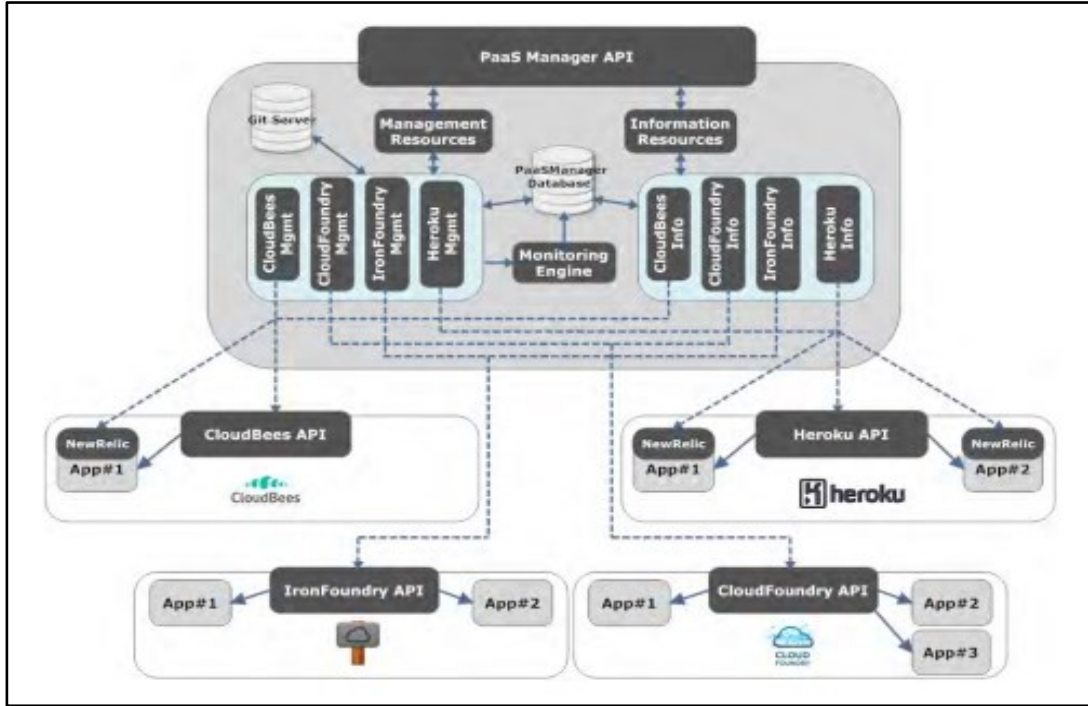 PaaS Manager API
Git Server
Management
Resources
Information
Resources
PaaSManager
Database
CloudBees
Mgmt
CloudFoundry
Mgmt
IronFoundry
Mgmt
Heroku
Mgmt
Monitoring
Engine
CloudBees
Info
CloudFoundry
Info
IronFoundry
Info
Heroku
Info
NewRelic
App#1
CloudBees API
CloudBees
NewRelic
App#1
Heroku API
NewRelic
App#2
heroku
App#1
IronFoundry API
App#2
App#1
CloudFoundry API
App#2
App#3
CLOUD
FOUNDRY